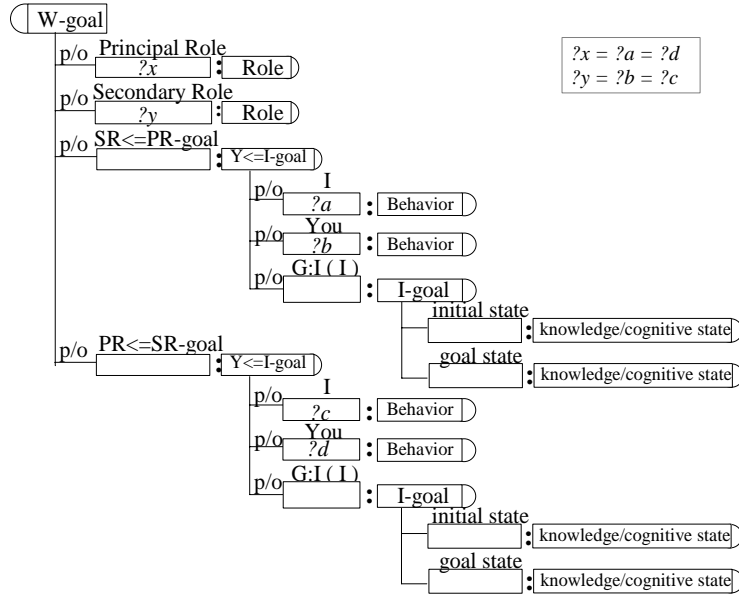 W-goal
p/o Principal Role
?x : Role
p/o Secondary Role
?y : Role
p/o SR<=PR-goal
: Y<=I-goal
p/o I
?a : Behavior
p/o You
?b : Behavior
p/o G:I ( I )
: I-goal
initial state
: knowledge/cognitive state
goal state
: knowledge/cognitive state
p/o PR<=SR-goal
: Y<=I-goal
p/o I
?c : Behavior
p/o You
?d : Behavior
p/o G:I ( I )
: I-goal
initial state
: knowledge/cognitive state
goal state
: knowledge/cognitive state
?x = ?a = ?d
?y = ?b = ?c